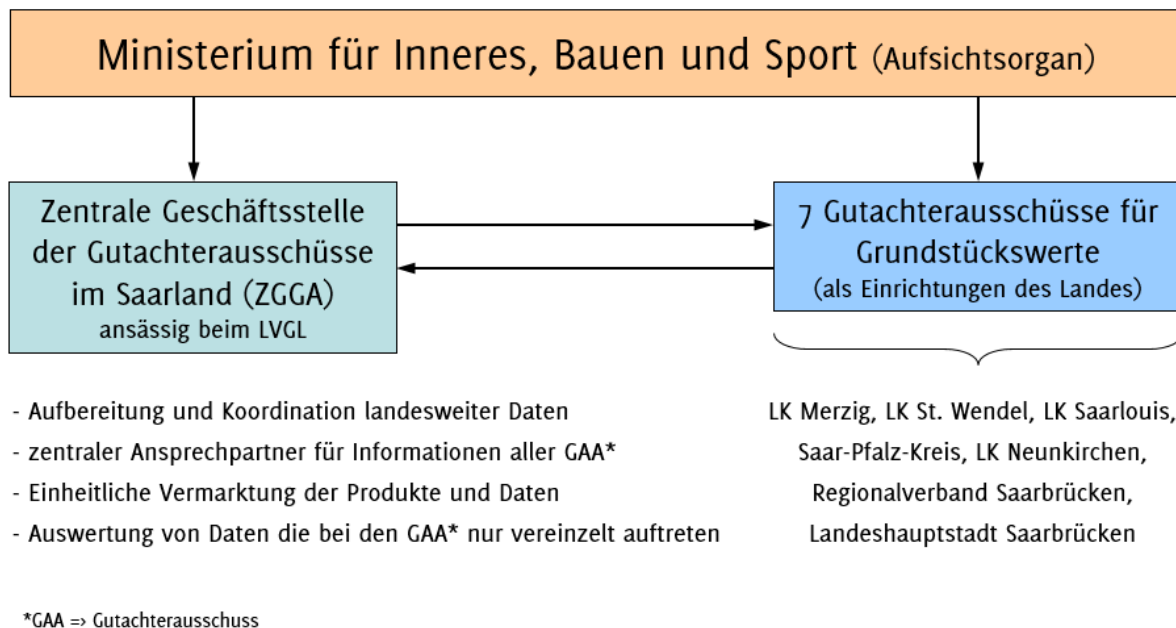 Ministerium für Inneres, Bauen und Sport (Aufsichtsorgan)
Zentrale Geschäftsstelle
der Gutachterausschüsse
im Saarland (ZGGA)
ansässig beim LVGL
7 Gutachterausschüsse für
Grundstückswerte
(als Einrichtungen des Landes)
- Aufbereitung und Koordination landesweiter Daten
- zentraler Ansprechpartner für Informationen aller GAA*
- Einheitliche Vermarktung der Produkte und Daten
- Auswertung von Daten die bei den GAA* nur vereinzelt auftreten
LK Merzig, LK St. Wendel, LK Saarlouis,
Saar-Pfalz-Kreis, LK Neunkirchen,
Regionalverband Saarbrücken,
Landeshauptstadt Saarbrücken
*GAA => Gutachterausschuss